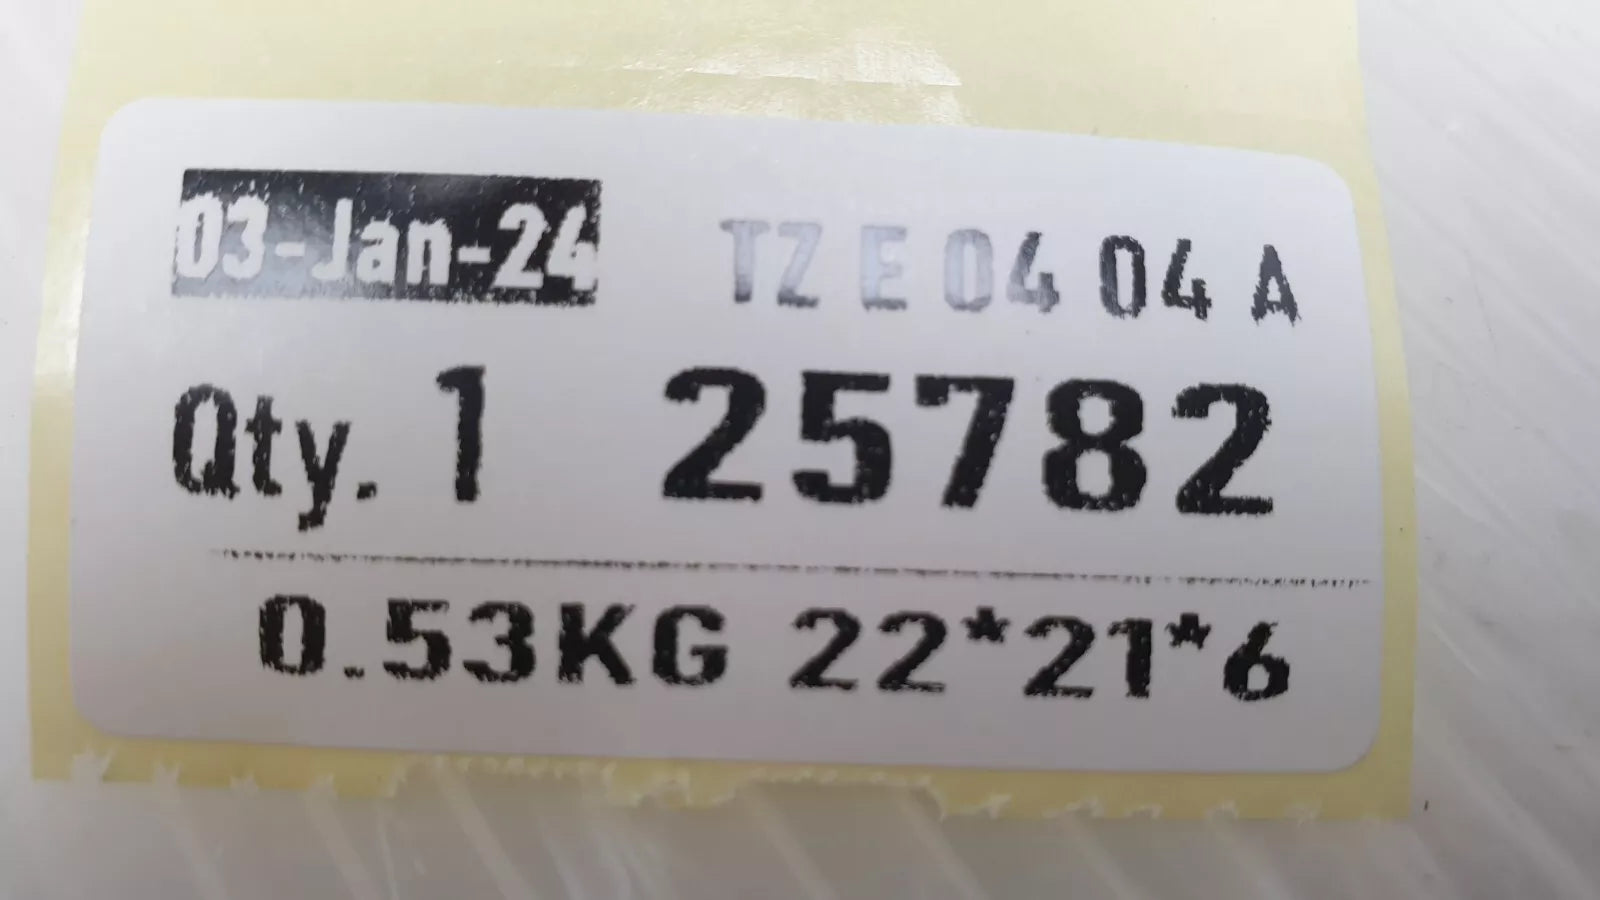 03-Jan-24 TZ E 04 04 A
Qty. 1 25782
0.53KG 22*21*6